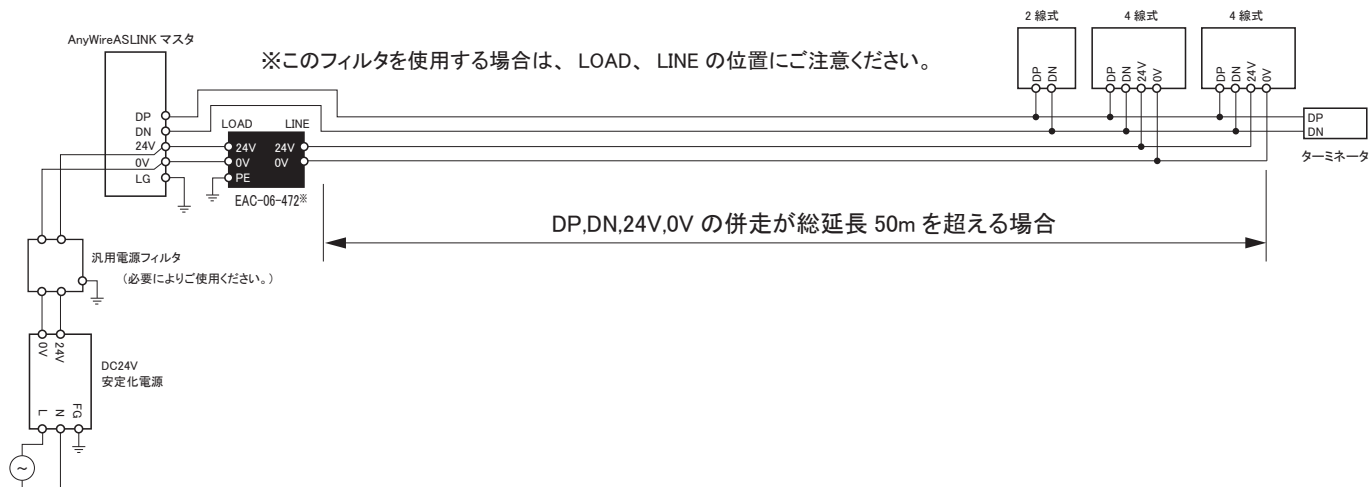 AnyWireASLINK マスタ
※このフィルタを使用する場合は、 LOAD、 LINE の位置にご注意ください。
2 線式
4 線式
4 線式
DP
DN
DP
DN
24V
0V
DP
DN
24V
0V
DP
DN
24V
0V
LG
LOAD
LINE
24V
24V
0V
0V
PE
EAC-06-472※
DP
DN
ターミネータ
DP,DN,24V,0V の併走が総延長 50m を超える場合
汎用電源フィルタ
(必要によりご使用ください。)
0V
24V
DC24V
安定化電源
L
N
FG
~